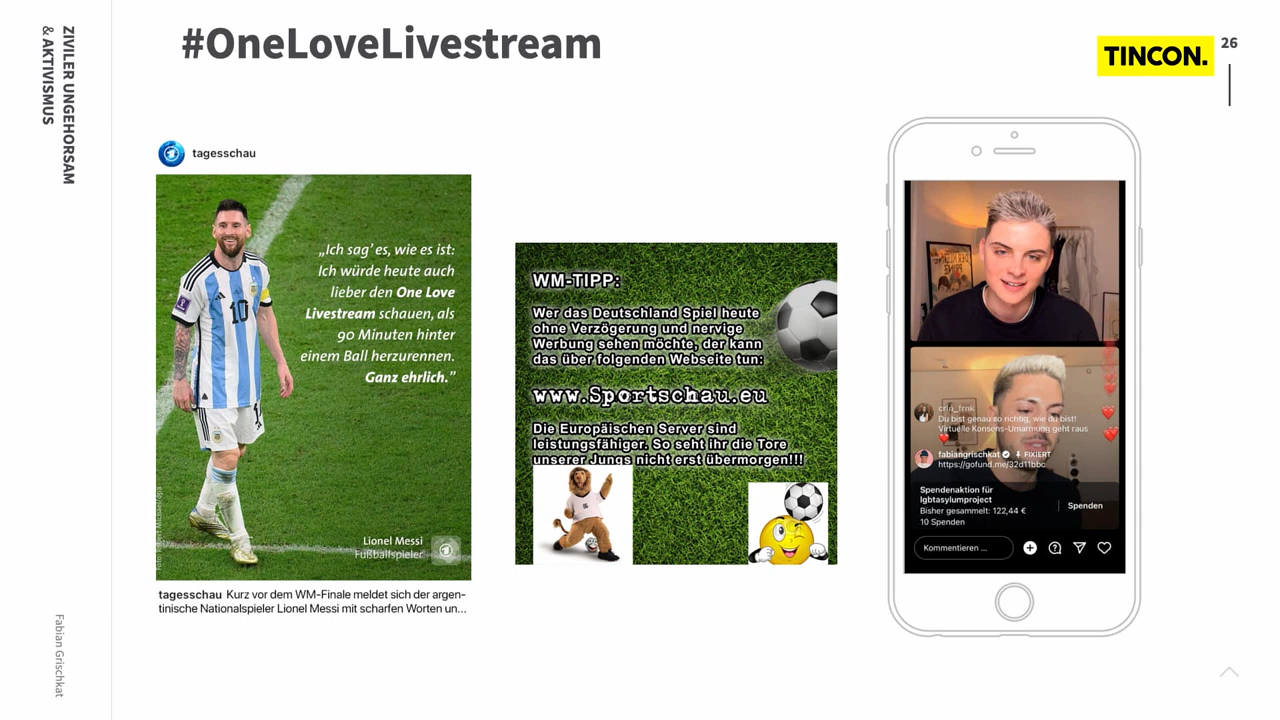 #OneLoveLivestream
TINCON.
26
ZIVILER UNGEHORSAM
& AKTIVISMUS
Fabian Grischkat
tagesschau
„Ich sag’ es, wie es ist:
Ich würde heute auch
lieber den One Love
Livestream schauen, als
90 Minuten hinter
einem Ball herzurennen.
Ganz ehrlich.”
10
Lionel Messi
Fußballspieler
tagesschau Kurz vor dem WM-Finale meldet sich der argen-
tinische Nationalspieler Lionel Messi mit scharfen Worten un...
WM-TIPP:
Wer das Deutschland Spiel heute
ohne Verzögerung und nervige
Werbung sehen möchte, der kann
das über folgenden Webseite tun:
www.Sportschau.eu
Die Europäischen Server sind
leistungsfähiger. So seht ihr die Tore
unserer Jungs nicht erst übermorgen!!!
crin_frnk
Du bist genau so richtig, wie du bist!
Virtuelle Konsens-Umarmung geht raus
fabiangrischkat FIXIERT
https://gofund.me/32d11bbc
Spendenaktion für
lgbtasylumproject
Bisher gesammelt: 122,44 €
10 Spenden
Spenden
Kommentieren ...